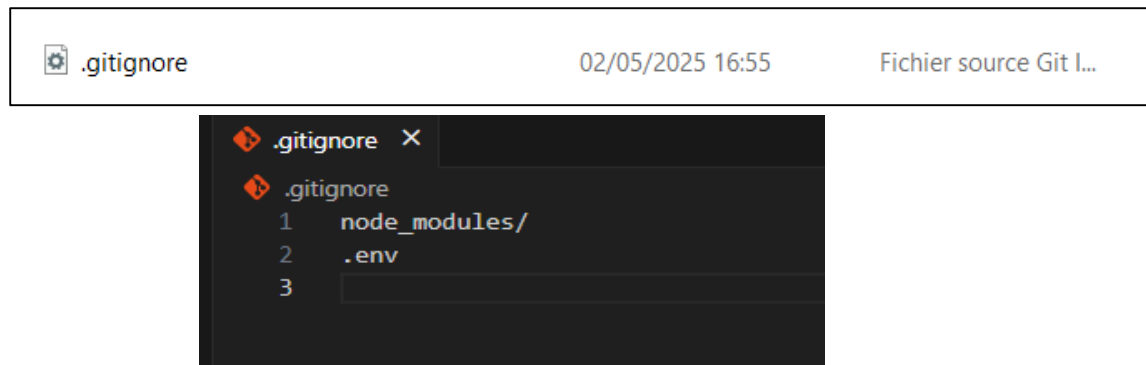 .gitignore 02/05/2025 16:55 Fichier source Git I...
.gitignore ×
.gitignore
1 node_modules/
2 .env
3